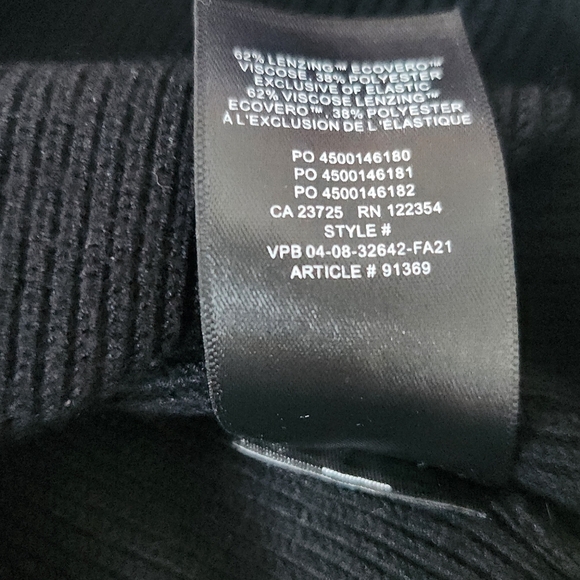 62% LENZING™ ECOVERO™
VISCOSE, 38% POLYESTER
EXCLUSIVE OF ELASTIC
62% VISCOSE LENZING™
ECOVERO™, 38% POLYESTER
À L'EXCLUSION DE L'ÉLASTIQUE
PO 4500146180
PO 4500146181
PO 4500146182
CA 23725 RN 122354
STYLE #
VPB 04-08-32642-FA21
ARTICLE # 91369